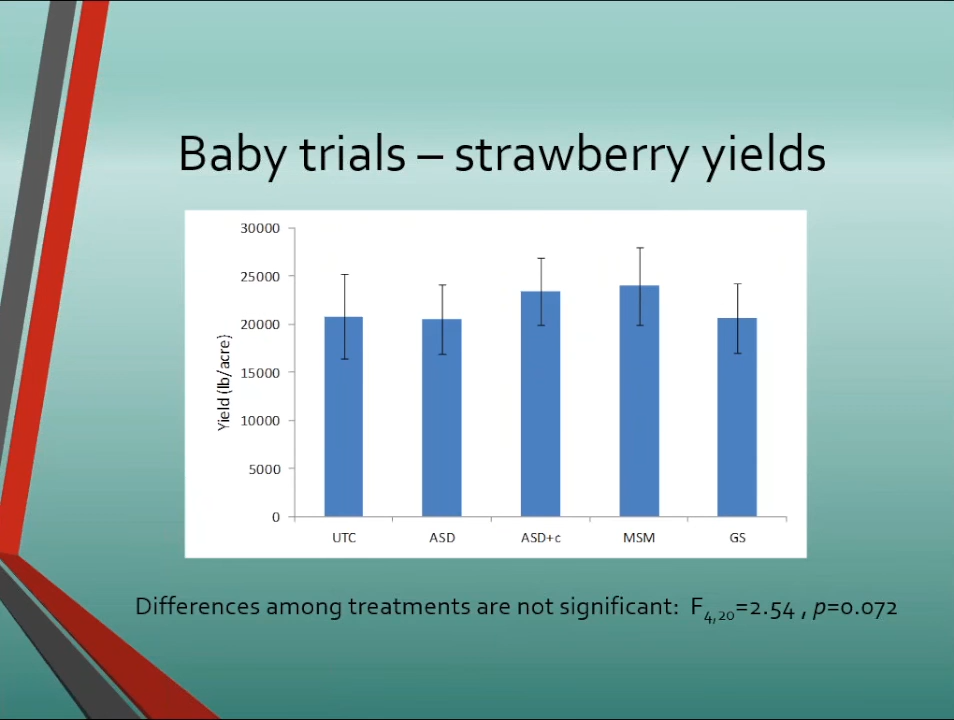 Baby trials – strawberry yields
30000
25000
20000
15000
10000
5000
0
Yield (lb/acre)
UTC ASD ASD+c MSM GS
Differences among treatments are not significant: F4,20=2.54 , p=0.072